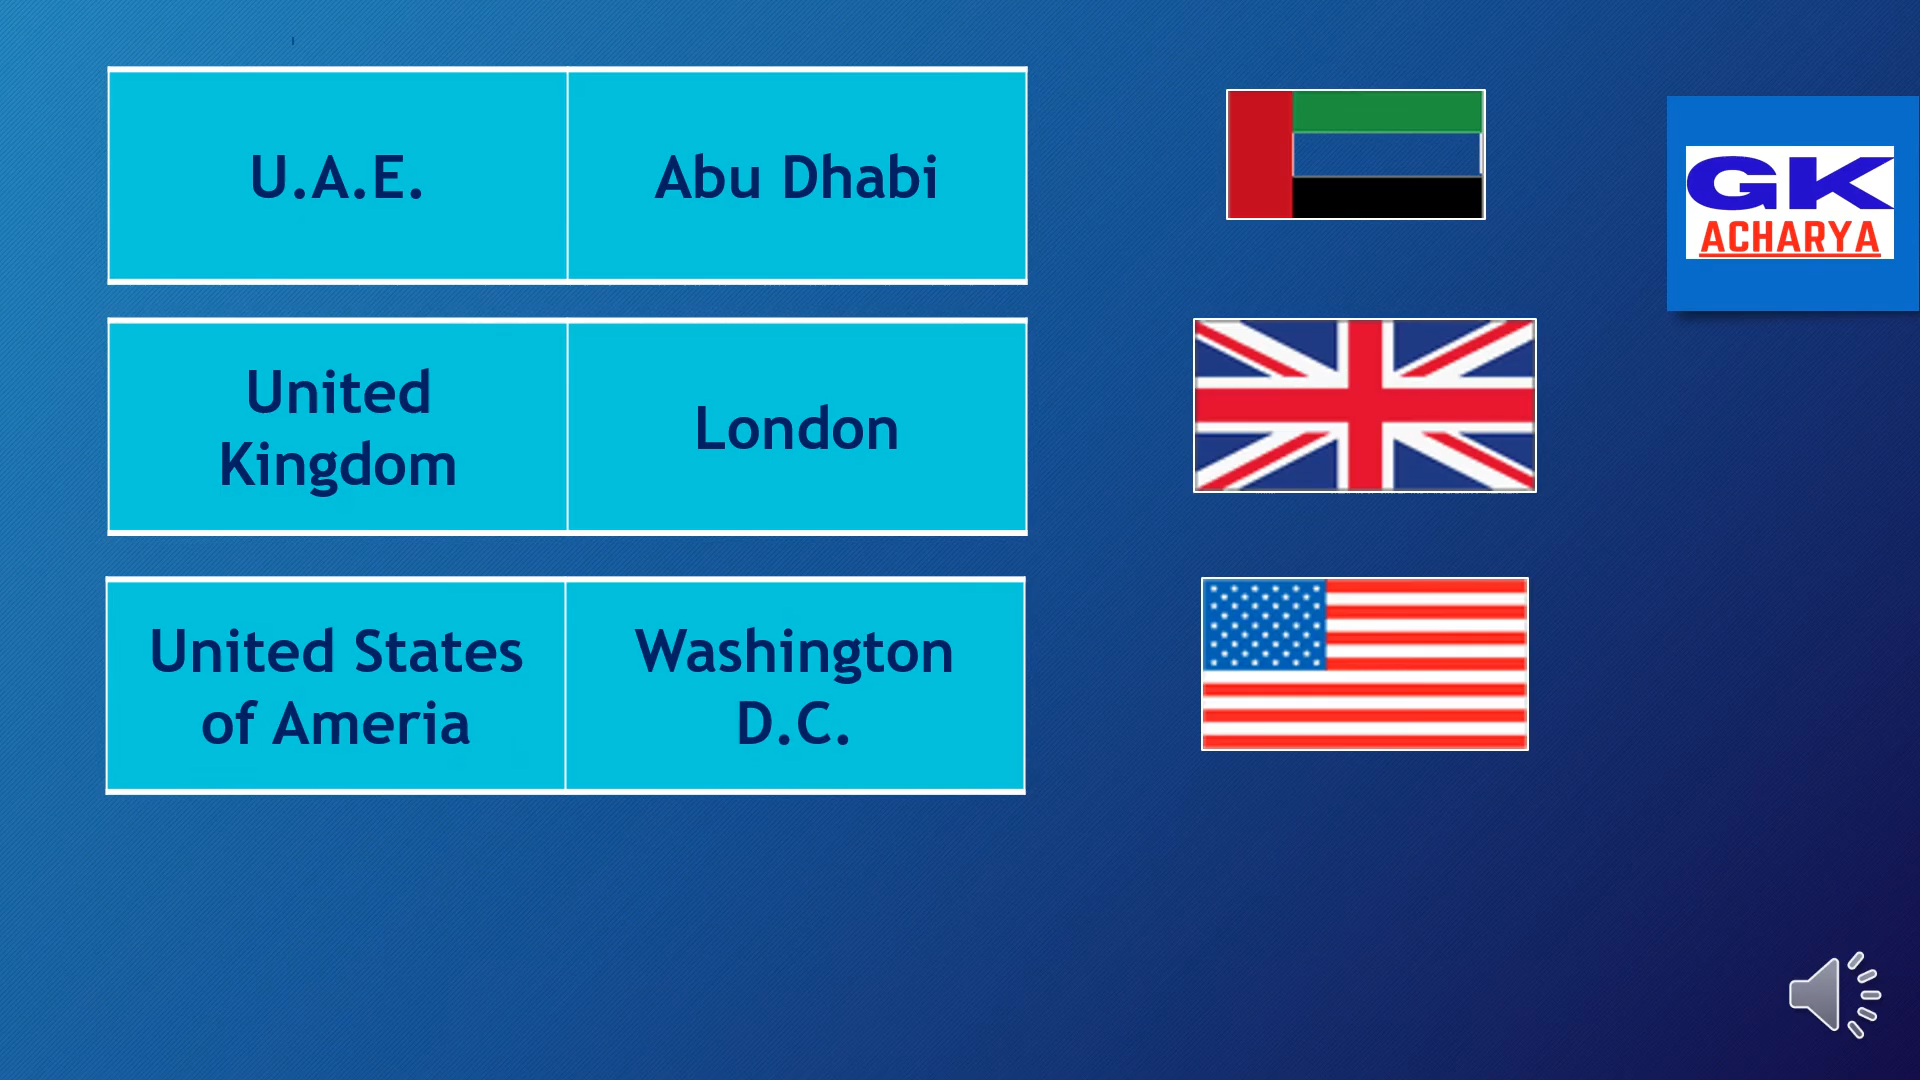 U.A.E.
Abu Dhabi
GK
ACHARYA
United
Kingdom
London
United States
of Ameria
Washington
D.C.